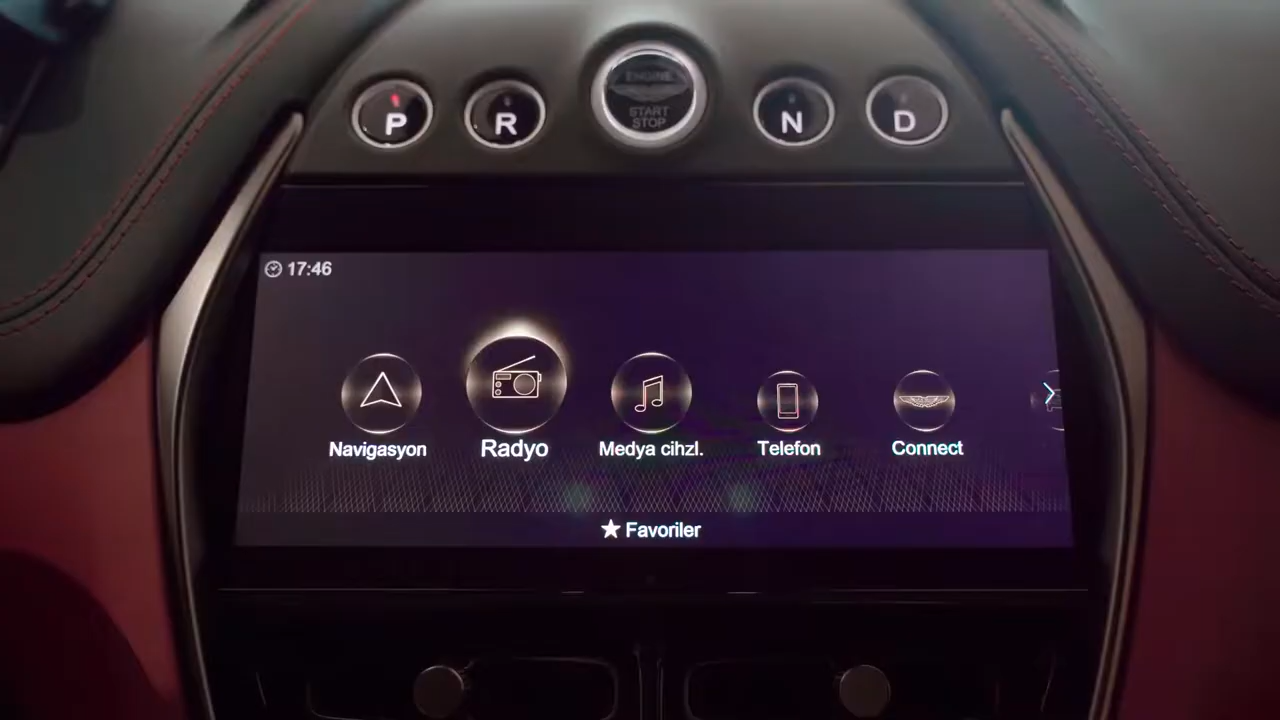 P
R
ENGINE
START
STOP
N
D
17:46
Navigasyon
Radyo
Medya cihzl.
Telefon
Connect
Favoriler